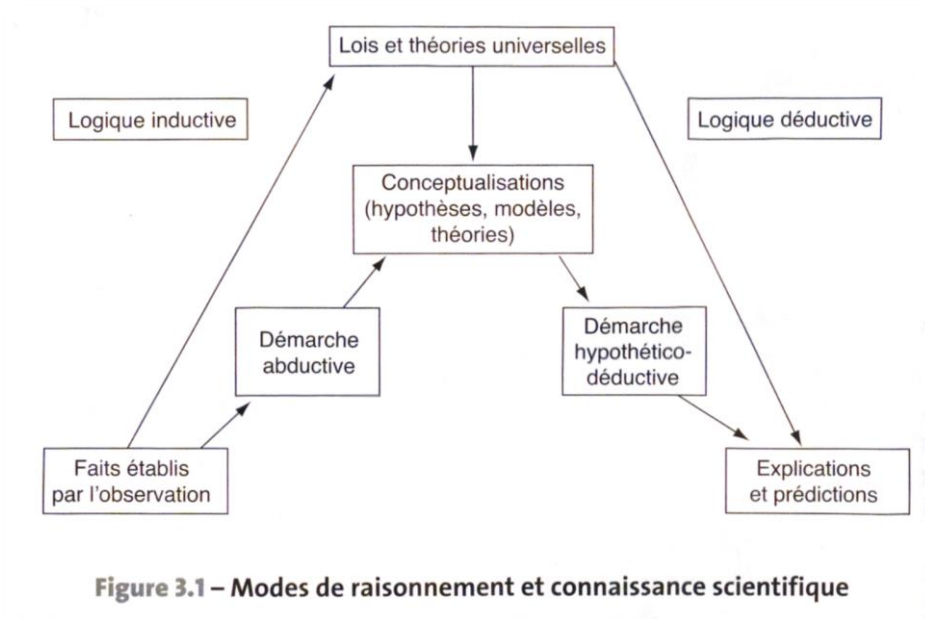 Lois et théories universelles
Logique inductive
Logique déductive
Conceptualisations
(hypothèses, modèles,
théories)
Démarche
abductive
Démarche
hypothético-
déductive
Faits établis
par l'observation
Explications
et prédictions
Figure 3.1 – Modes de raisonnement et connaissance scientifique